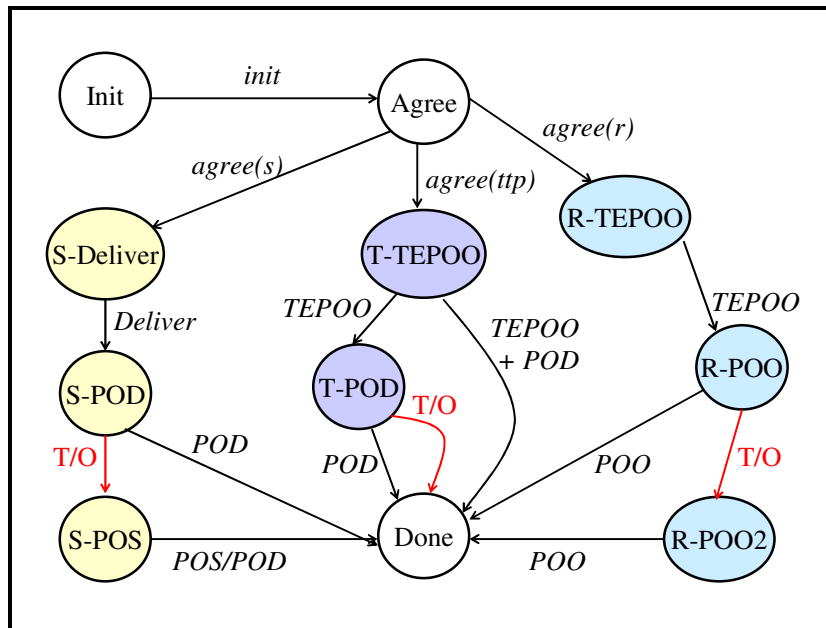 init
Init
Agree
agree(r)
agree(s)
agree(ttp)
R-TEPOO
S-Deliver
T-TEPOO
TEPOO
TEPOO
Deliver
TEPOO
+ POD
R-POO
S-POD
T-POD
T/O
T/O
POD
POD
POO
T/O
S-POS
Done
R-POO2
POS/POD
POO